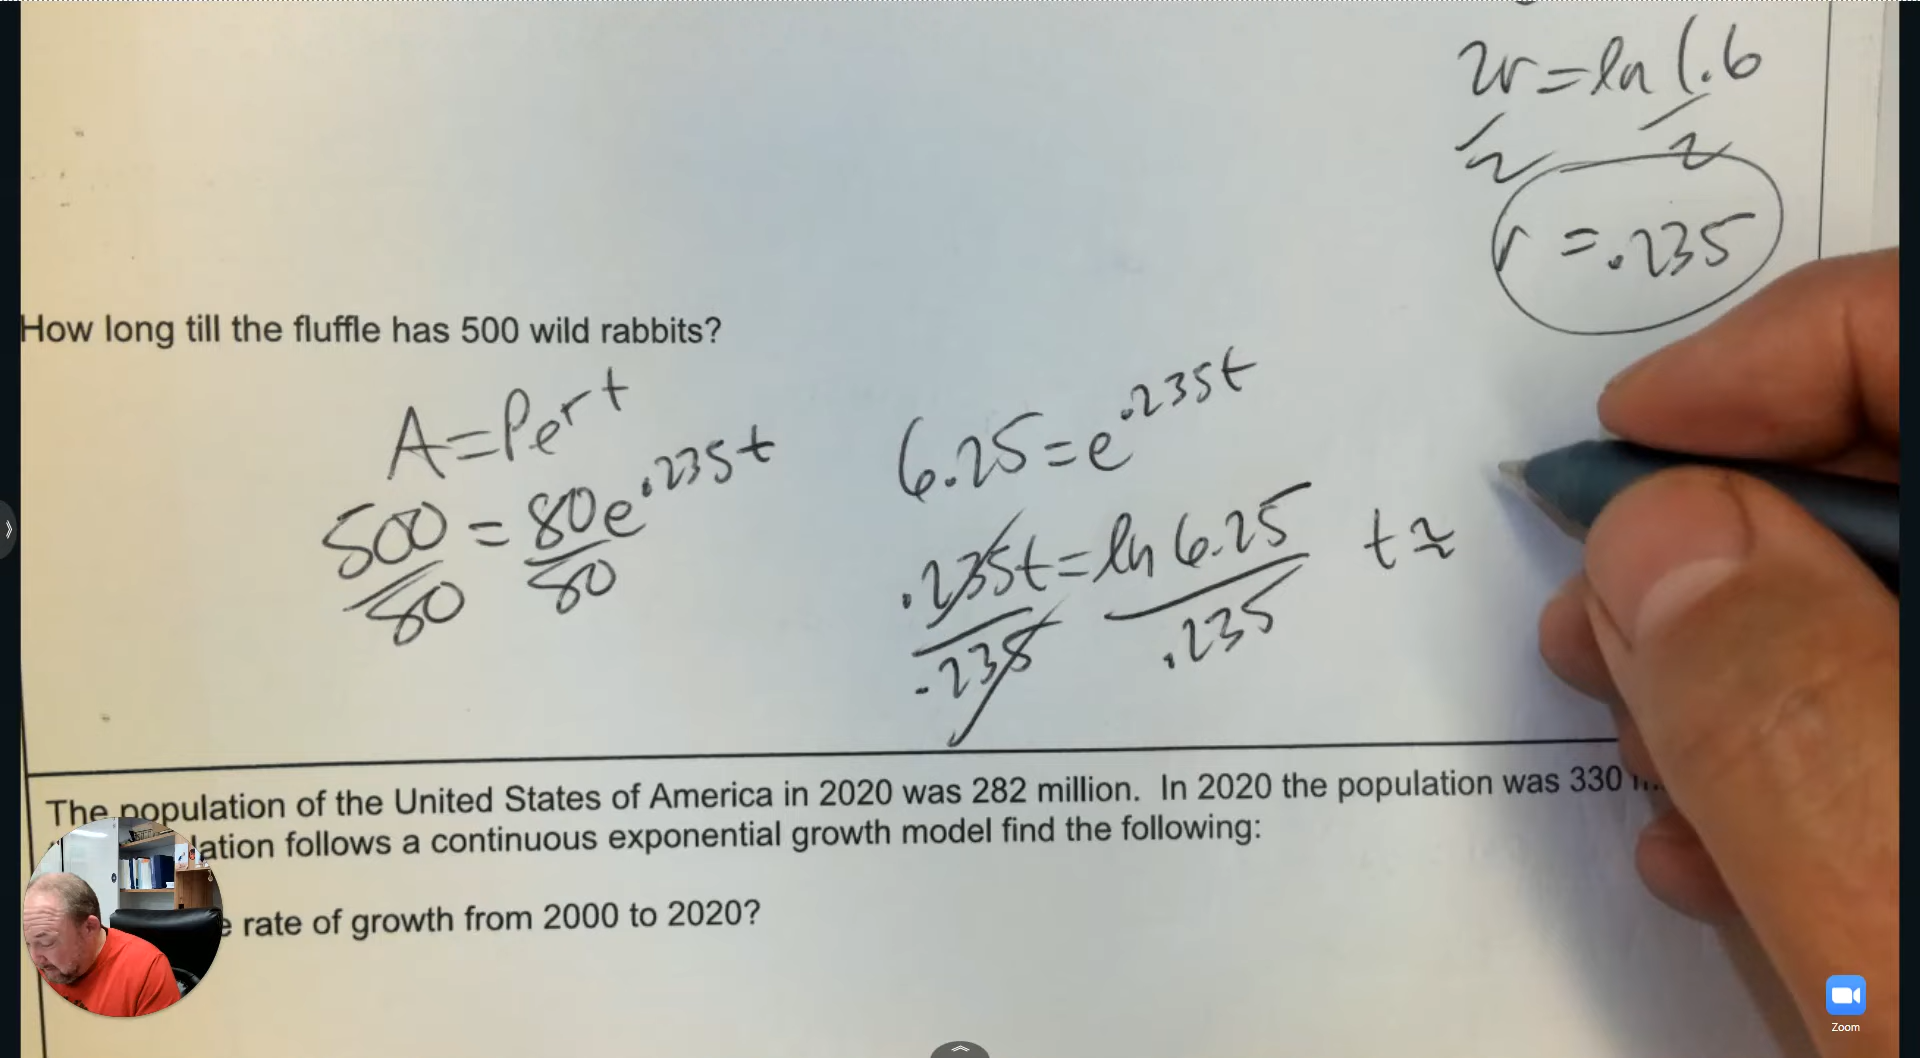 2r=ln 1.6
2 2
r = .235
How long till the fluffle has 500 wild rabbits?
A=Pe^rt
500 = 80e^.235t
80 80
6.25=e^.235t
.235t=ln 6.25
.235 .235
t≈
The population of the United States of America in 2020 was 282 million. In 2020 the population was 330
lation follows a continuous exponential growth model find the following:
e rate of growth from 2000 to 2020?
Zoom